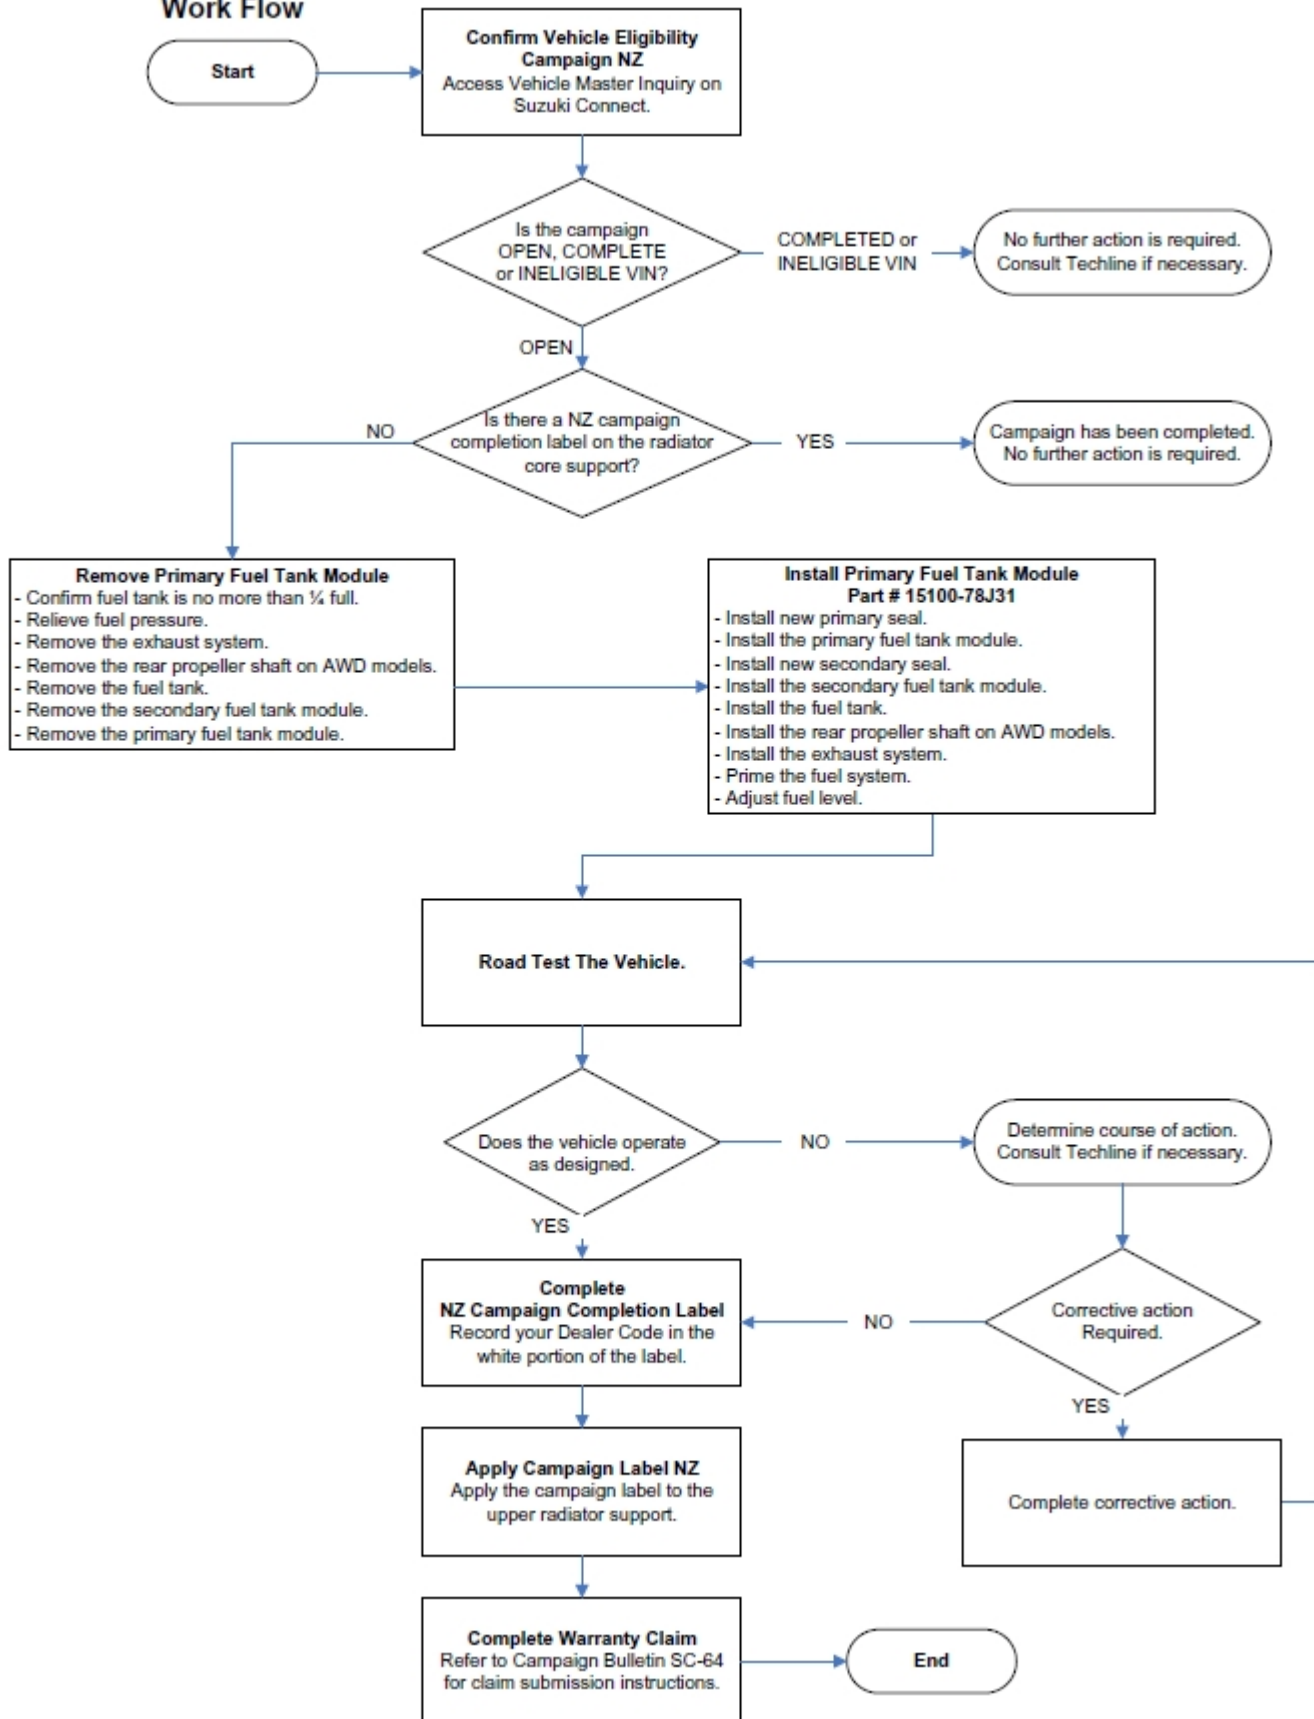 Work Flow
Start
Confirm Vehicle Eligibility
Campaign NZ
Access Vehicle Master Inquiry on
Suzuki Connect.
Is the campaign
OPEN, COMPLETE
or INELIGIBLE VIN?
COMPLETED or
INELIGIBLE VIN
No further action is required.
Consult Techline if necessary.
OPEN
Is there a NZ campaign
completion label on the radiator
core support?
NO
YES
Campaign has been completed.
No further action is required.
Remove Primary Fuel Tank Module
- Confirm fuel tank is no more than ¼ full.
- Relieve fuel pressure.
- Remove the exhaust system.
- Remove the rear propeller shaft on AWD models.
- Remove the fuel tank.
- Remove the secondary fuel tank module.
- Remove the primary fuel tank module.
Install Primary Fuel Tank Module
Part # 15100-78J31
- Install new primary seal.
- Install the primary fuel tank module.
- Install new secondary seal.
- Install the secondary fuel tank module.
- Install the fuel tank.
- Install the rear propeller shaft on AWD models.
- Install the exhaust system.
- Prime the fuel system.
- Adjust fuel level.
Road Test The Vehicle.
Does the vehicle operate
as designed.
NO
Determine course of action.
Consult Techline if necessary.
YES
Complete
NZ Campaign Completion Label
Record your Dealer Code in the
white portion of the label.
NO
Corrective action
Required.
YES
Apply Campaign Label NZ
Apply the campaign label to the
upper radiator support.
Complete corrective action.
Complete Warranty Claim
Refer to Campaign Bulletin SC-64
for claim submission instructions.
End